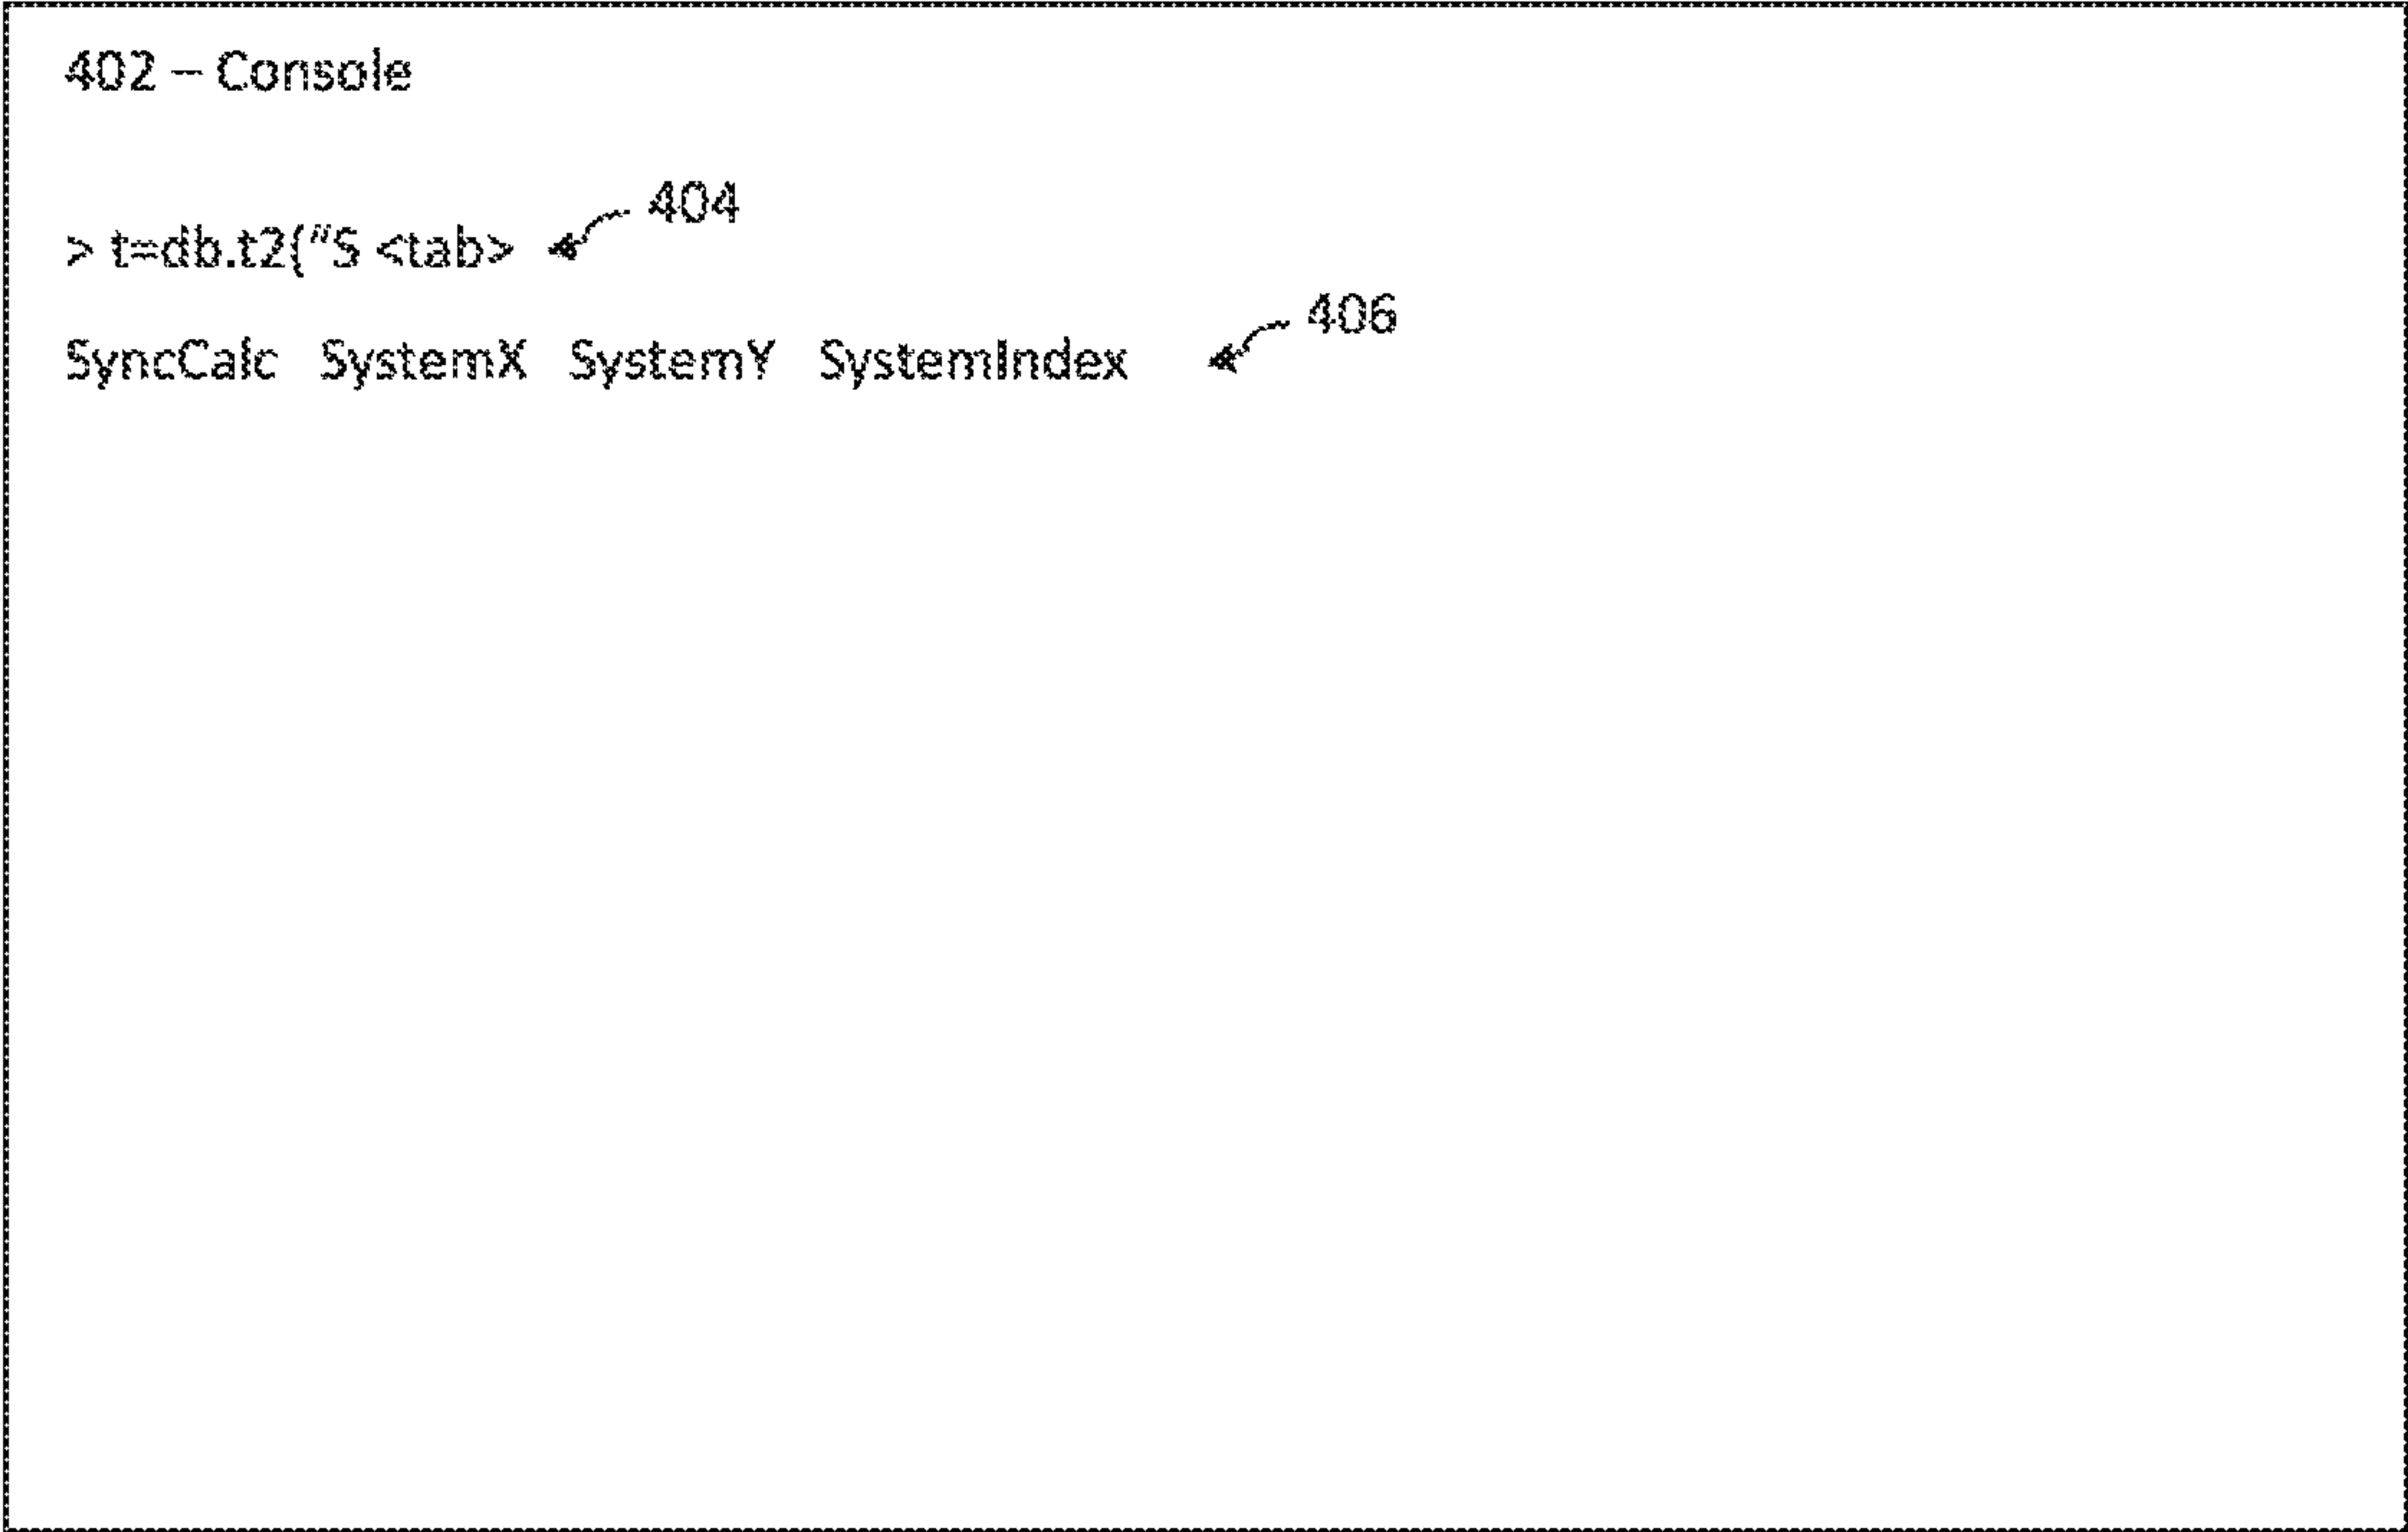 402 – Console
404
> t=db.t2(“S <tab>
406
SyncCalc SystemX SystemY SystemIndex